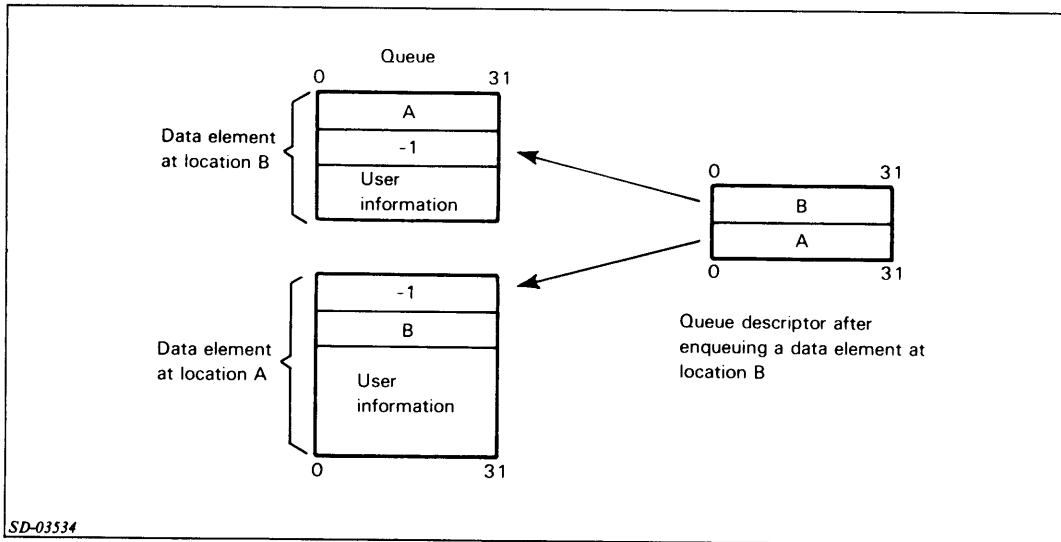 Queue
0 31
Data element
at location B
A
-1
User
information
0 31
B
A
0 31
Queue descriptor after
enqueuing a data element at
location B
Data element
at location A
-1
B
User
information
0 31
SD-03534